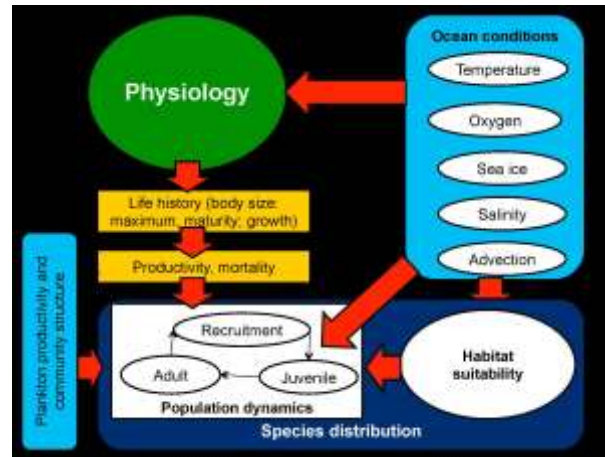 Ocean conditions
Temperature
Physiology
Oxygen
Sea ice
Life history (body size:
maximum, maturity; growth)
Salinity
Productivity, mortality
Advection
Plankton productivity and
community structure
Recruitment
Adult
Juvenile
Population dynamics
Habitat
suitability
Species distribution